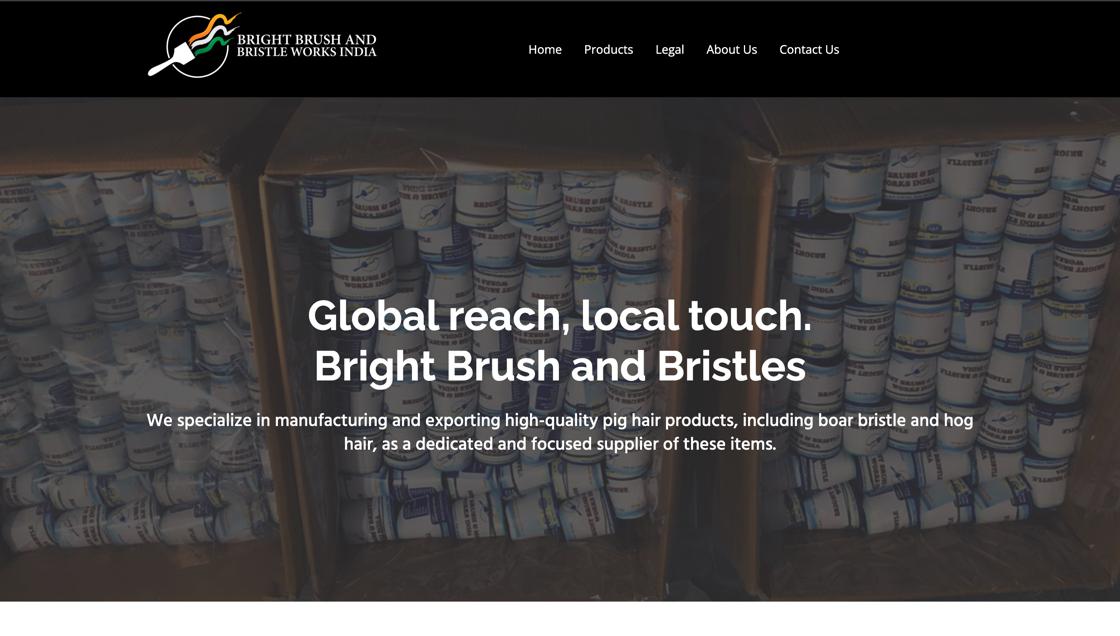 BRIGHT BRUSH AND
BRISTLE WORKS INDIA
Home
Products
Legal
About Us
Contact Us
Global reach, local touch.
Bright Brush and Bristles
We specialize in manufacturing and exporting high-quality pig hair products, including boar bristle and hog
hair, as a dedicated and focused supplier of these items.